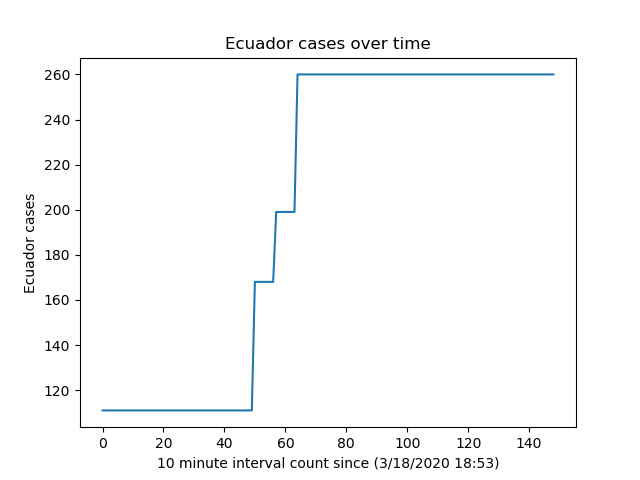 Ecuador cases over time
260
240
220
200
180
160
140
120
Ecuador cases
0 20 40 60 80 100 120 140
10 minute interval count since (3/18/2020 18:53)